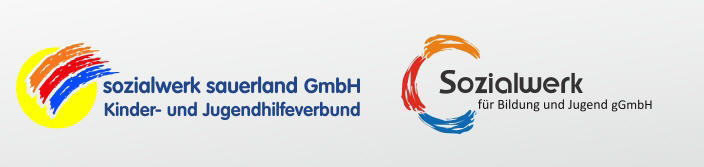 sozialwerk sauerland GmbH
Kinder- und Jugendhilfeverbund
Sozialwerk
für Bildung und Jugend gGmbH